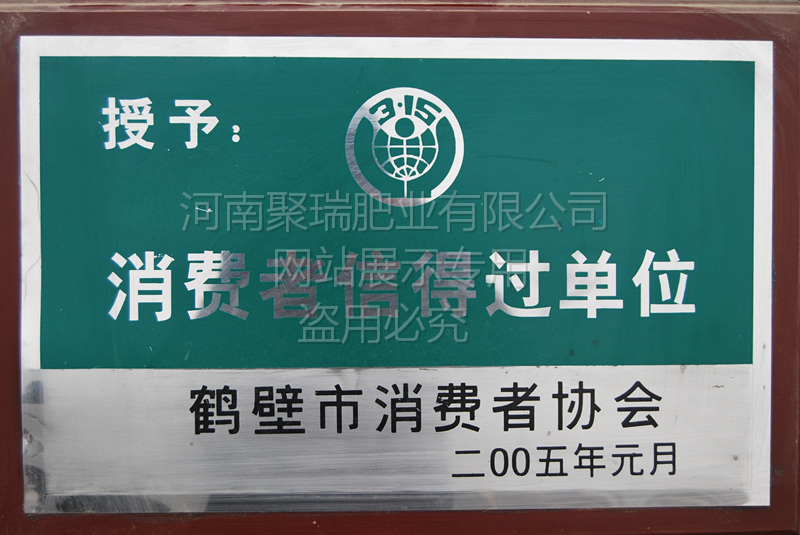 授予：
3·15
河南聚瑞肥业有限公司
网站展示专用
消费者信得过单位
盗用必究
鹤壁市消费者协会
二00五年元月